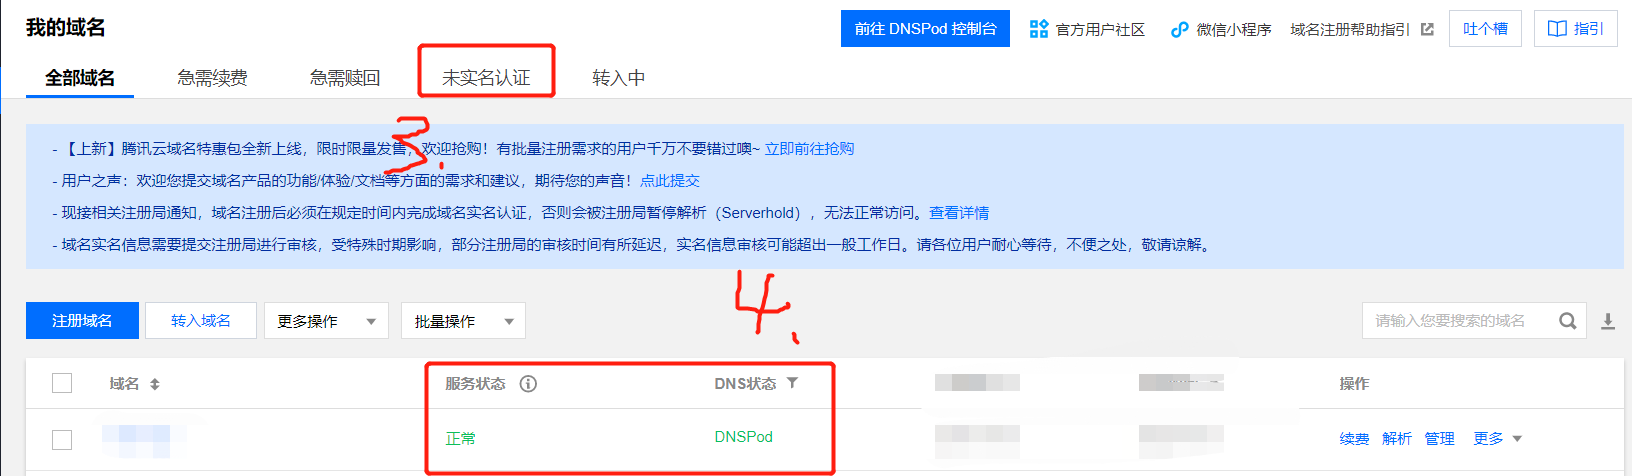 我的域名
前往 DNSPod 控制台 官方用户社区 微信小程序 域名注册帮助指引 吐个槽 指引
全部域名 急需续费 急需赎回 未实名认证 转入中
3.
- 【上新】腾讯云域名特惠包全新上线，限时限量发售，欢迎抢购！有批量注册需求的用户千万不要错过噢~ 立即前往抢购
- 用户之声：欢迎您提交域名产品的功能/体验/文档等方面的需求和建议，期待您的声音！点此提交
- 现接相关注册局通知，域名注册后必须在规定时间内完成域名实名认证，否则会被注册局暂停解析（Serverhold），无法正常访问。查看详情
- 域名实名信息需要提交注册局进行审核，受特殊时期影响，部分注册局的审核时间有所延迟，实名信息审核可能超出一般工作日。请各位用户耐心等待，不便之处，敬请谅解。
4.
注册域名 转入域名 更多操作 批量操作 请输入您要搜索的域名
域名 服务状态 DNS状态 操作
正常 DNSPod 续费 解析 管理 更多